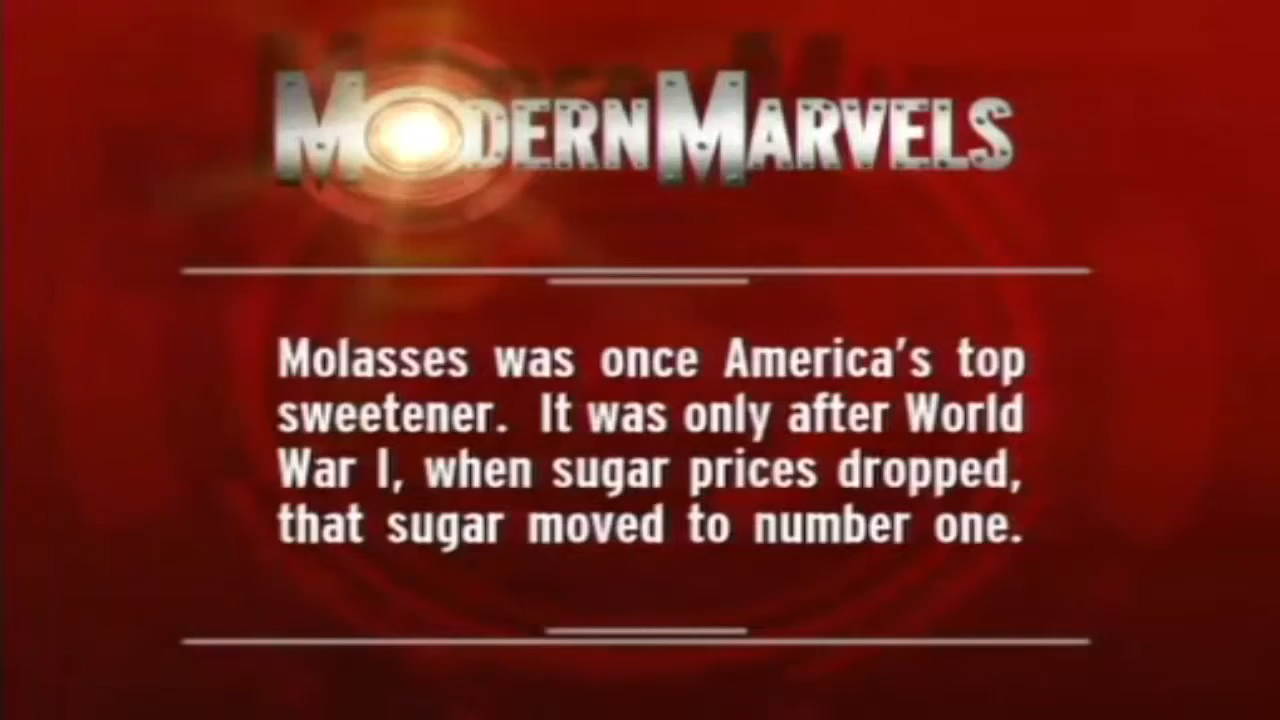 MODERN MARVELS
Molasses was once America's top
sweetener. It was only after World
War I, when sugar prices dropped,
that sugar moved to number one.